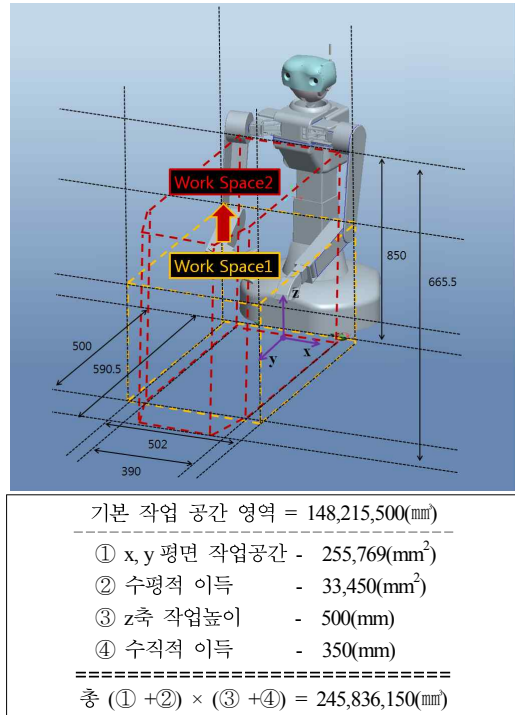 Work Space2
Work Space1
850
665.5
z
x
y
500
590.5
502
390
기본 작업 공간 영역 = 148,215,500(㎣)
① x, y 평면 작업공간 - 255,769(mm²)
② 수평적 이득 - 33,450(mm²)
③ z축 작업높이 - 500(mm)
④ 수직적 이득 - 350(mm)
총 (① +②) × (③ +④) = 245,836,150(㎣)